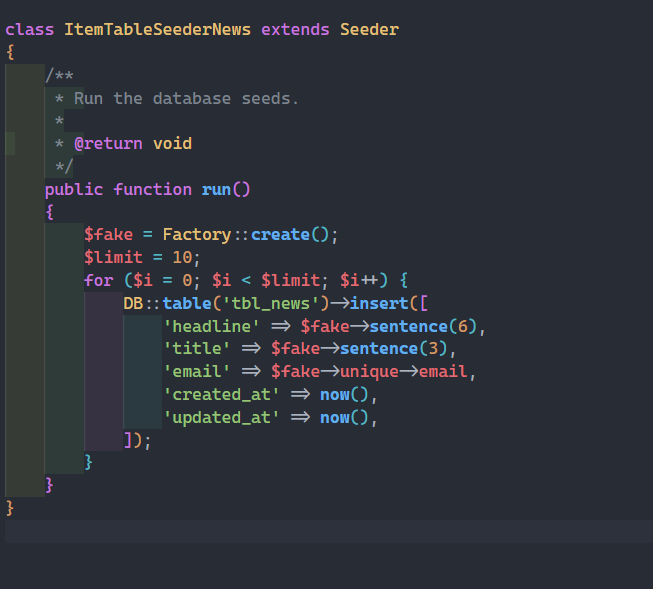 class ItemTableSeederNews extends Seeder
{
    /**
     * Run the database seeds.
     *
     * @return void
     */
    public function run()
    {
        $fake = Factory::create();
        $limit = 10;
        for ($i = 0; $i < $limit; $i++) {
            DB::table('tbl_news')->insert([
                'headline' => $fake->sentence(6),
                'title' => $fake->sentence(3),
                'email' => $fake->unique->email,
                'created_at' => now(),
                'updated_at' => now(),
            ]);
        }
    }
}